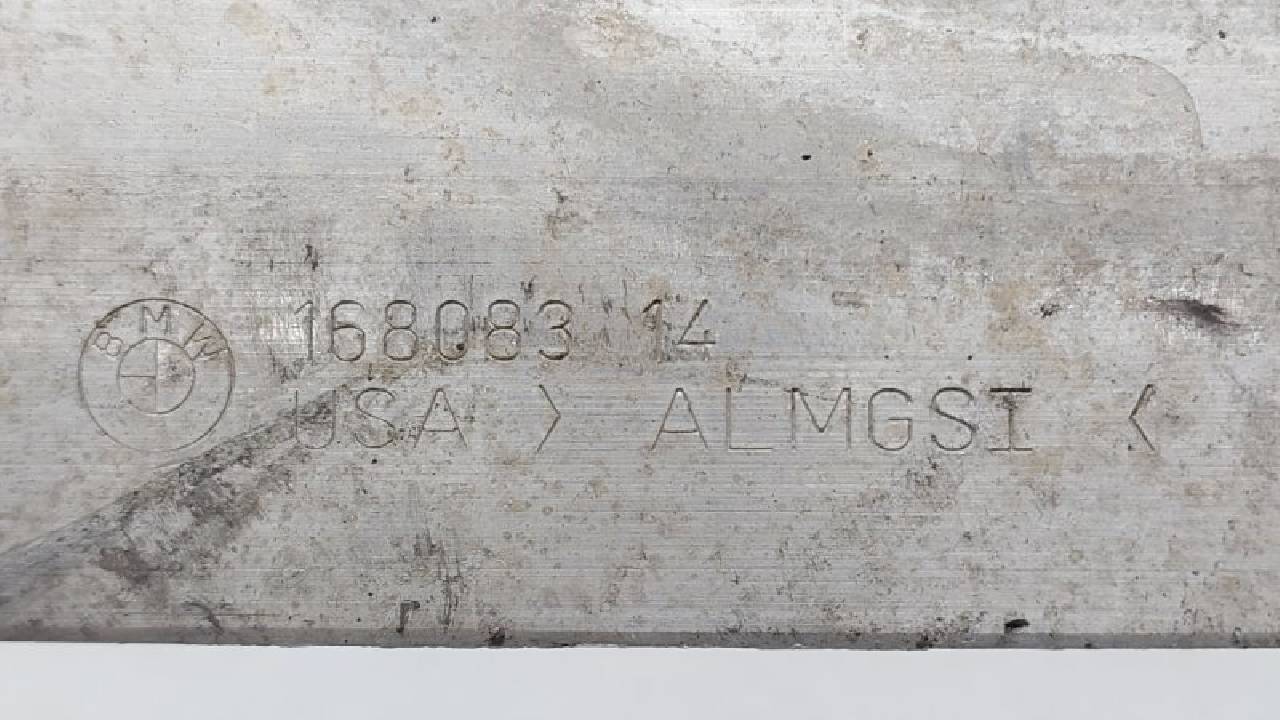 BMW
168083 14
USA > ALMGSI <